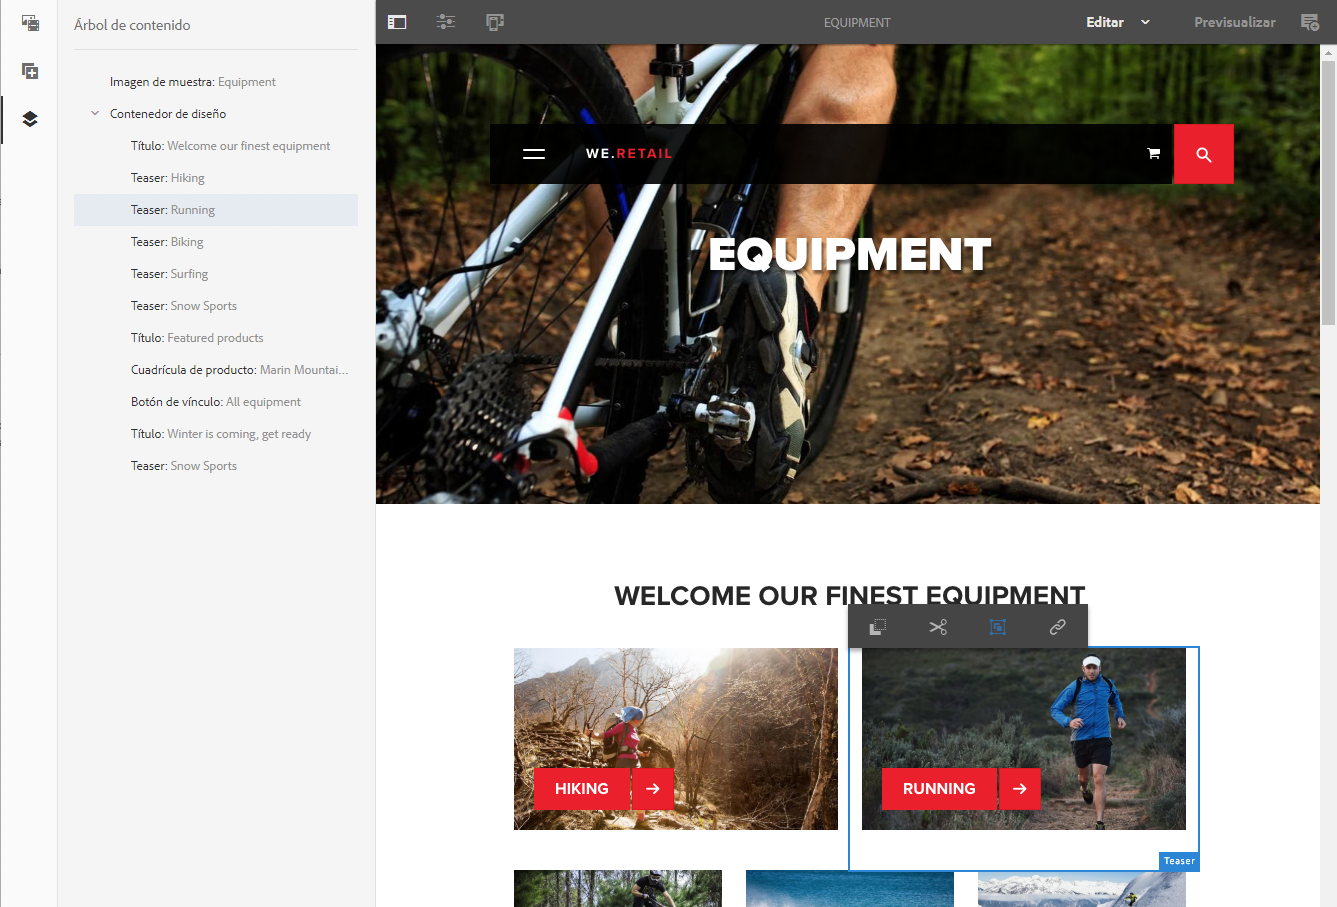 Árbol de contenido
EQUIPMENT
Editar
Previsualizar
Imagen de muestra: Equipment
Contenedor de diseño
Título: Welcome our finest equipment
Teaser: Hiking
Teaser: Running
Teaser: Biking
Teaser: Surfing
Teaser: Snow Sports
Título: Featured products
Cuadrícula de producto: Marin Mountai...
Botón de vínculo: All equipment
Título: Winter is coming, get ready
Teaser: Snow Sports
WE.RETAIL
EQUIPMENT
WELCOME OUR FINEST EQUIPMENT
HIKING
RUNNING
Teaser